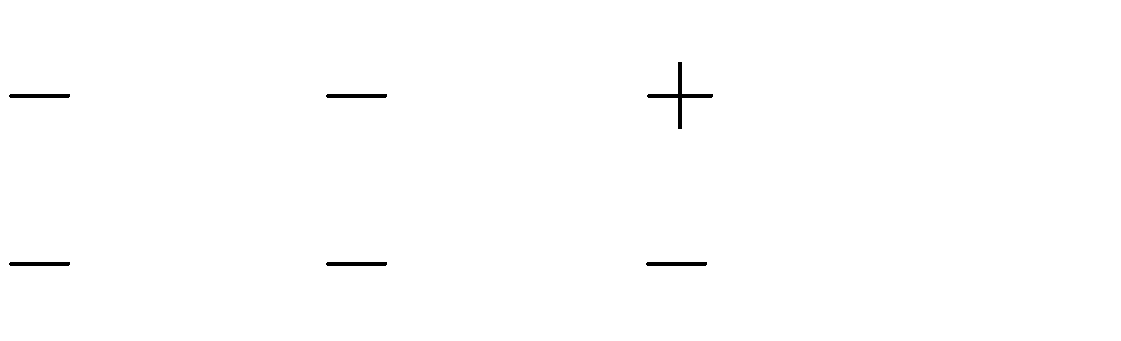 — — +
— — —